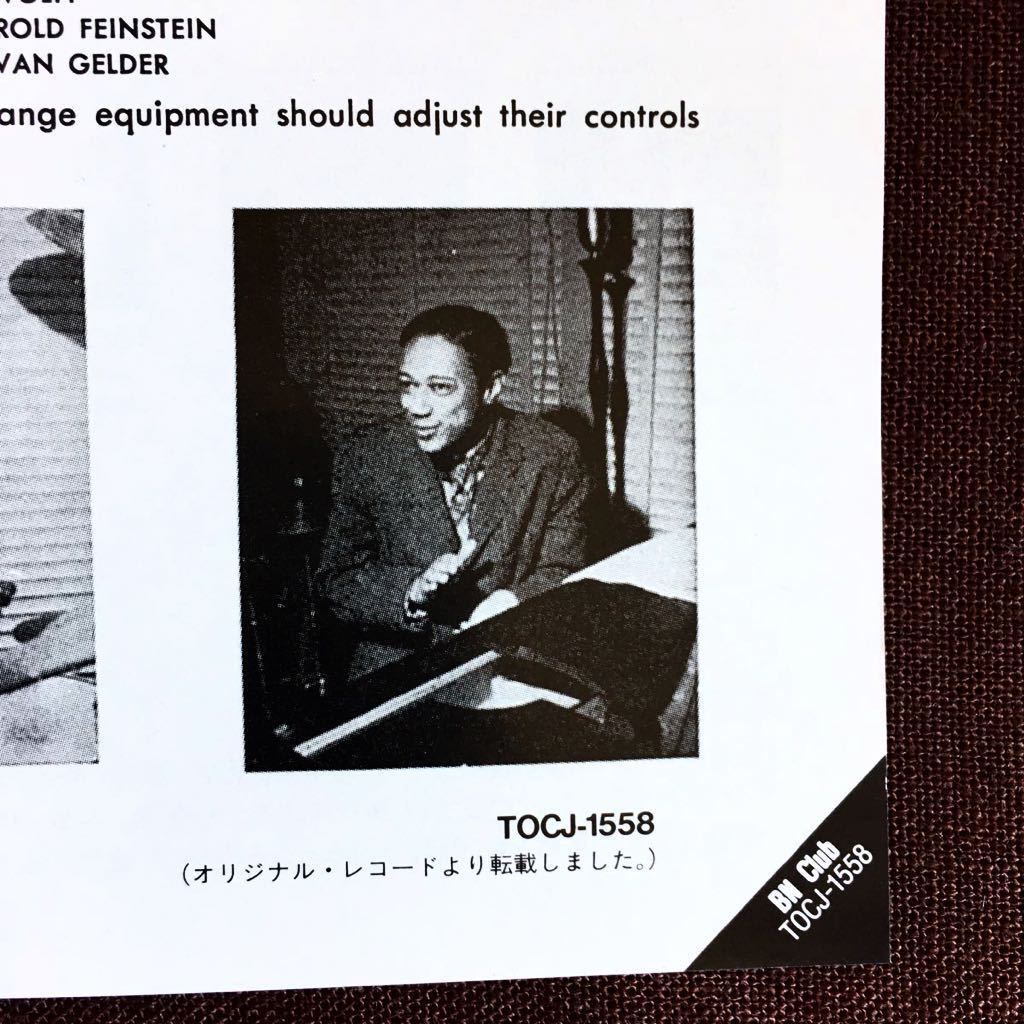 ROLD FEINSTEIN
VAN GELDER
ange equipment should adjust their controls
TOCJ-1558
(オリジナル・レコードより転載しました。)
BN Club
TOCJ-1558